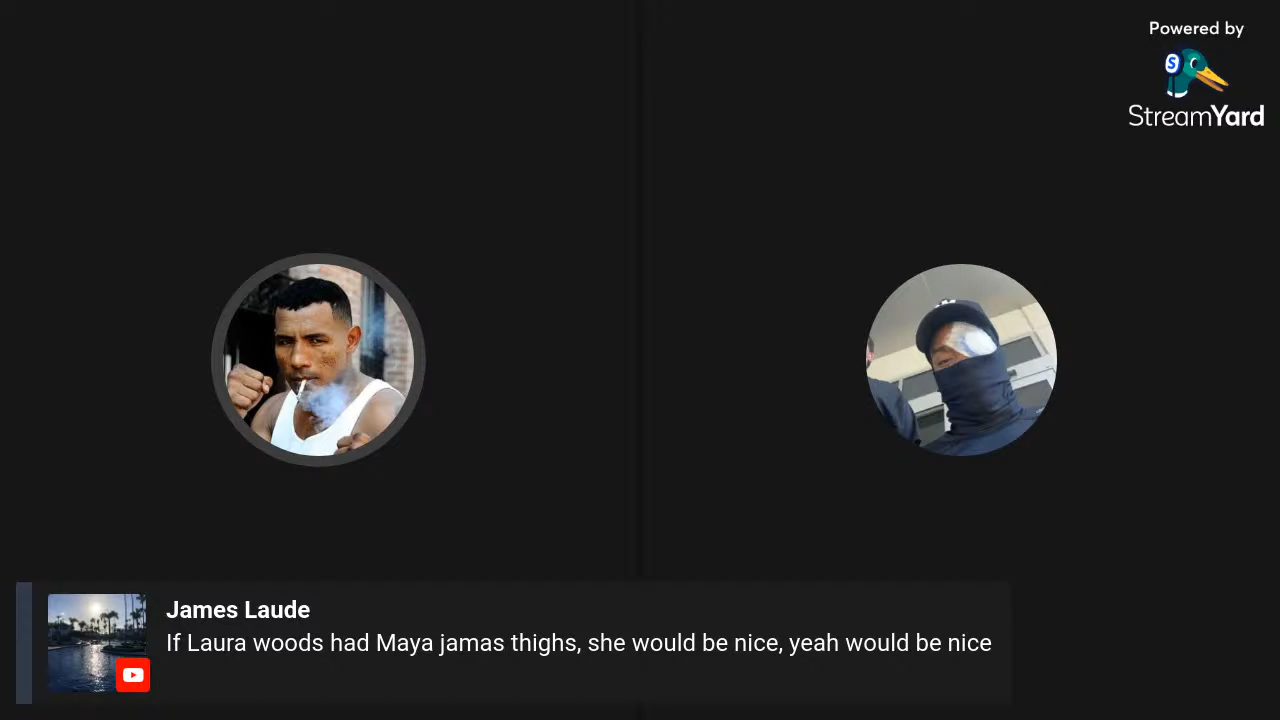 Powered by
S
StreamYard
James Laude
If Laura woods had Maya jamas thighs, she would be nice, yeah would be nice